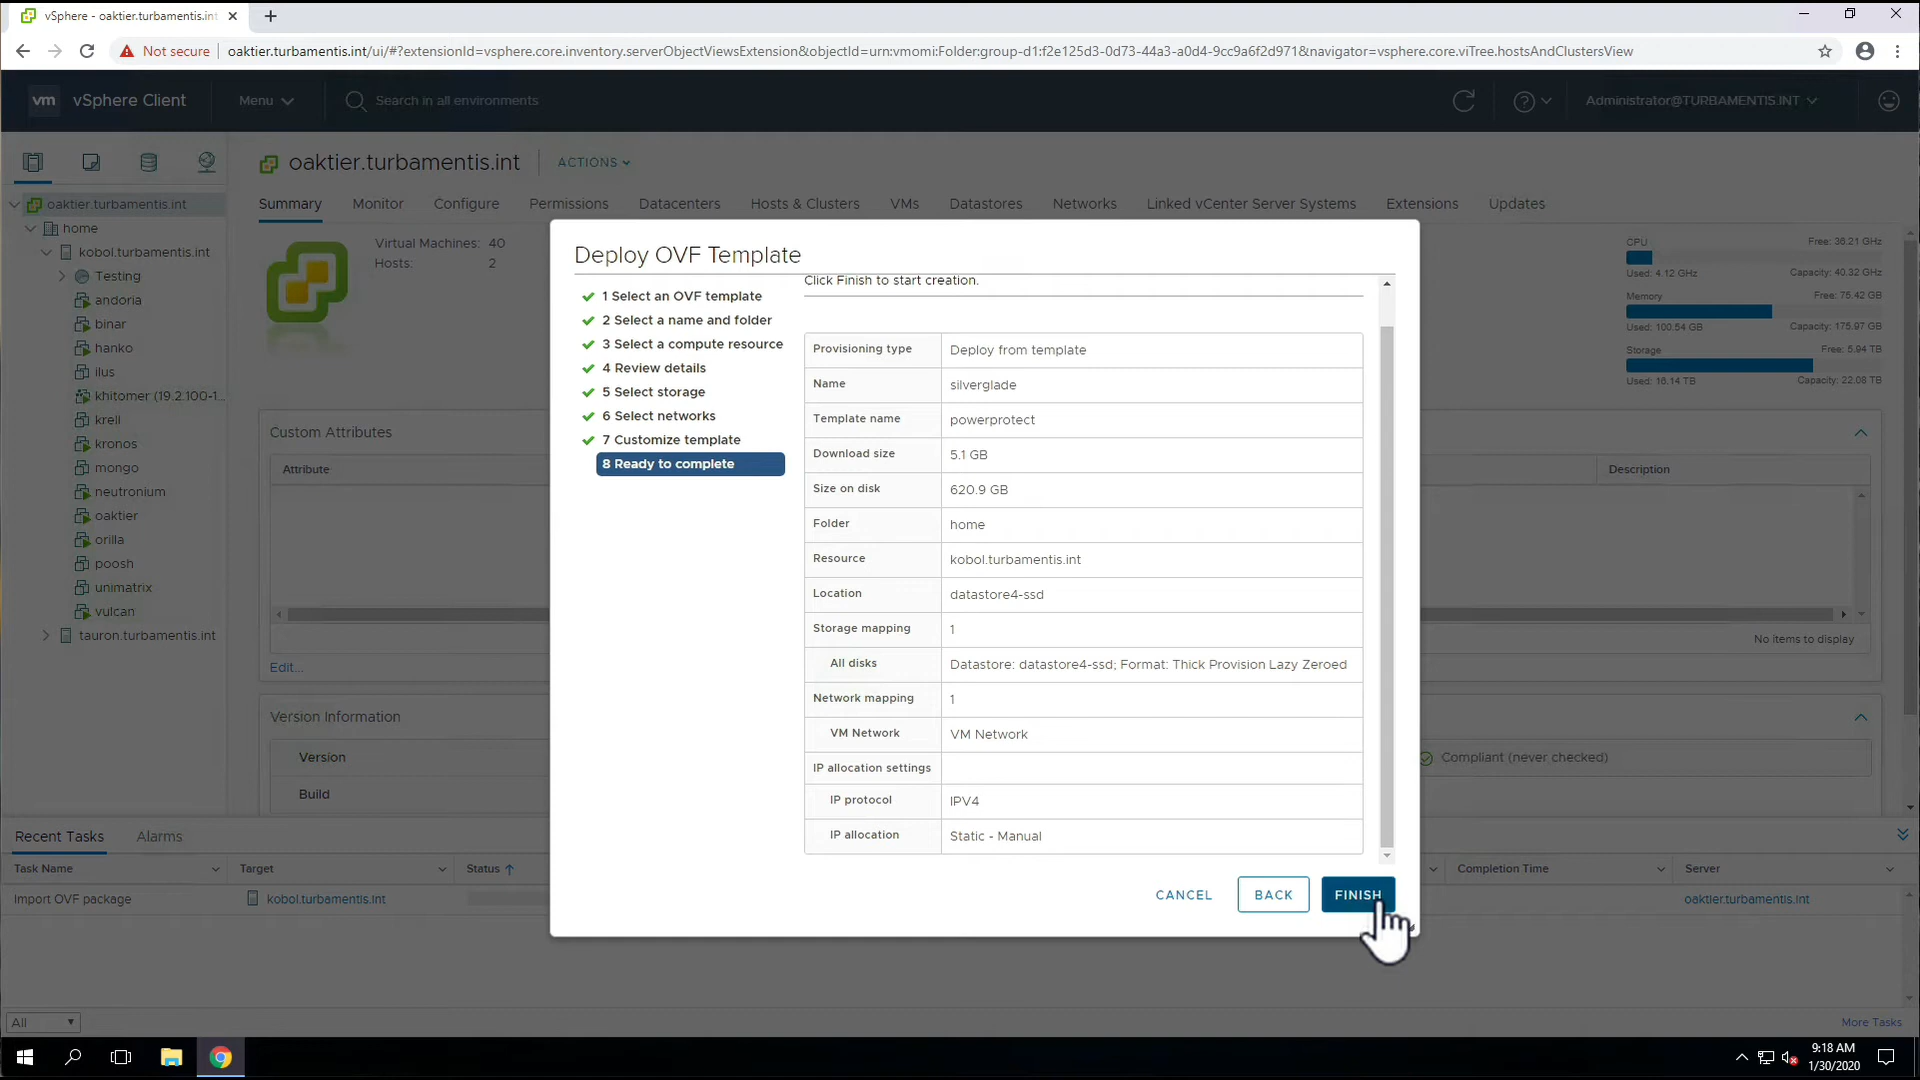 vSphere - oaktier.turbamentis.int
Not secure
oaktier.turbamentis.int/ui/#?extensionId=vsphere.core.inventory.serverObjectViewsExtension&objectId=urn:vmomi:Folder:group-d1:f2e125d3-0d73-44a3-a0d4-9cc9a6f2d971&navigator=vsphere.core.viTree.hostsAndClustersView
vm vSphere Client
Menu
Search in all environments
Administrator@TURBAMENTIS.INT
oaktier.turbamentis.int
ACTIONS
Summary Monitor Configure Permissions Datacenters Hosts & Clusters VMs Datastores Networks Linked vCenter Server Systems Extensions Updates
oaktier.turbamentis.int
home
kobol.turbamentis.int
Testing
andoria
binar
hanko
ilus
khitomer (19.2.100-1...
krell
kronos
mongo
neutronium
oaktier
orilla
poosh
unimatrix
vulcan
tauron.turbamentis.int
Virtual Machines: 40
Hosts: 2
CPU Free: 36.21 GHz
Used: 4.12 GHz Capacity: 40.32 GHz
Memory Free: 75.42 GB
Used: 100.54 GB Capacity: 175.97 GB
Storage Free: 5.94 TB
Used: 16.14 TB Capacity: 22.08 TB
Custom Attributes
Attribute
Description
No items to display
Edit...
Version Information
Version
Build
Compliant (never checked)
Deploy OVF Template
1 Select an OVF template
2 Select a name and folder
3 Select a compute resource
4 Review details
5 Select storage
6 Select networks
7 Customize template
8 Ready to complete
Click Finish to start creation.
Provisioning type Deploy from template
Name silverglade
Template name powerprotect
Download size 5.1 GB
Size on disk 620.9 GB
Folder home
Resource kobol.turbamentis.int
Location datastore4-ssd
Storage mapping 1
All disks Datastore: datastore4-ssd; Format: Thick Provision Lazy Zeroed
Network mapping 1
VM Network VM Network
IP allocation settings
IP protocol IPV4
IP allocation Static - Manual
CANCEL BACK FINISH
Recent Tasks Alarms
Task Name Target Status Completion Time Server
Import OVF package kobol.turbamentis.int oaktier.turbamentis.int
All
More Tasks
9:18 AM
1/30/2020